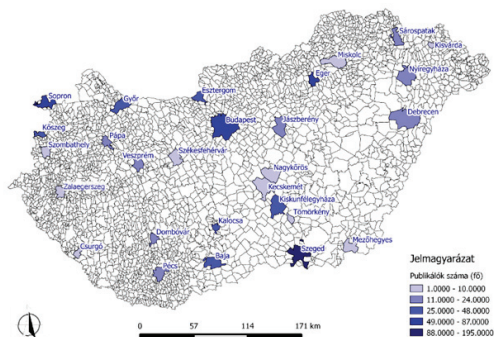 Sárospatak
Kisvárda
Miskolc
Nyíregyháza
Eger
Esztergom
Sopron
Győr
Budapest
Jászberény
Debrecen
Kőszeg
Pápa
Szombathely
Veszprém
Székesfehérvár
Nagykőrös
Kecskemét
Zalaegerszeg
Kiskunfélegyháza
Tömörkény
Kalocsa
Dombóvár
Csurgó
Szeged
Mezőhegyes
Baja
Pécs
Jelmagyarázat
Publikálók száma (fő)
1.0000 - 10.0000
11.0000 - 24.0000
25.0000 - 48.0000
49.0000 - 87.0000
88.0000 - 195.0000
0 57 114 171 km